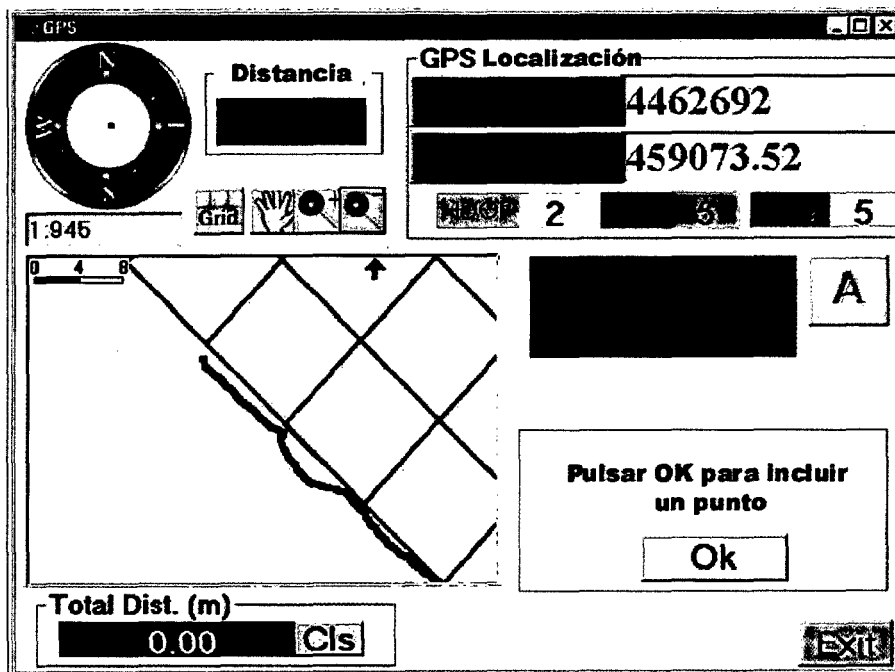 GPS
N
W
Distancia
GPS Localización
4462692
459073.52
Grid
2
5
1:945
0 4 8
A
Pulsar OK para incluir
un punto
Ok
Total Dist. (m)
0.00 Cls
Exit